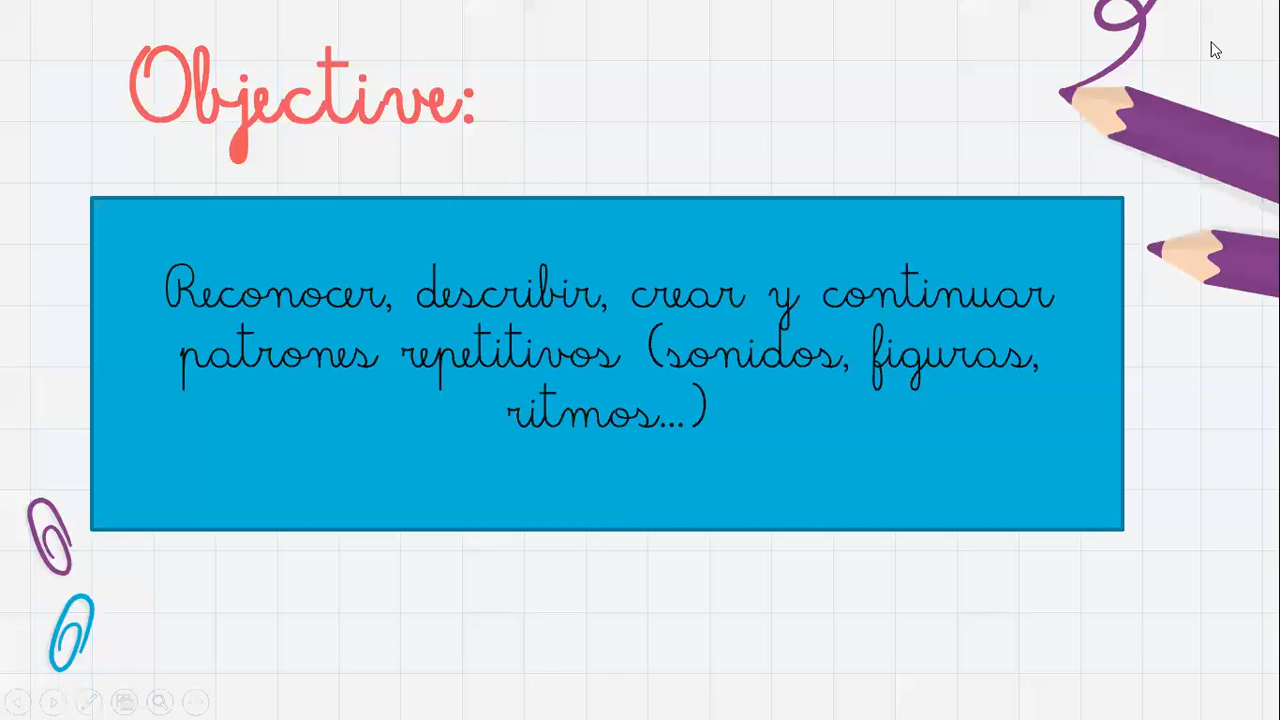 Objective:
Reconocer, describir, crear y continuar
patrones repetitivos (sonidos, figuras,
ritmos...)